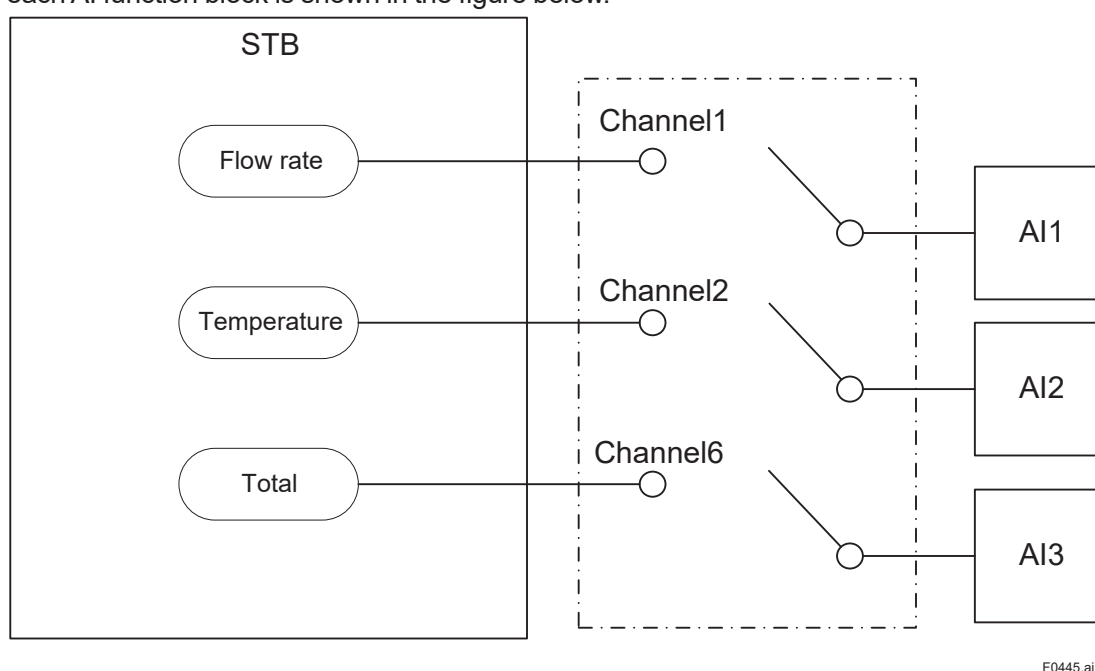 each AI function block is shown in the figure below.
STB
Channel1
Flow rate
AI1
Channel2
Temperature
AI2
Channel6
Total
AI3
F0445.ai